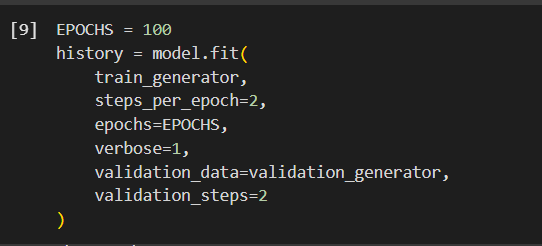 [9] EPOCHS = 100
history = model.fit(
    train_generator,
    steps_per_epoch=2,
    epochs=EPOCHS,
    verbose=1,
    validation_data=validation_generator,
    validation_steps=2
)